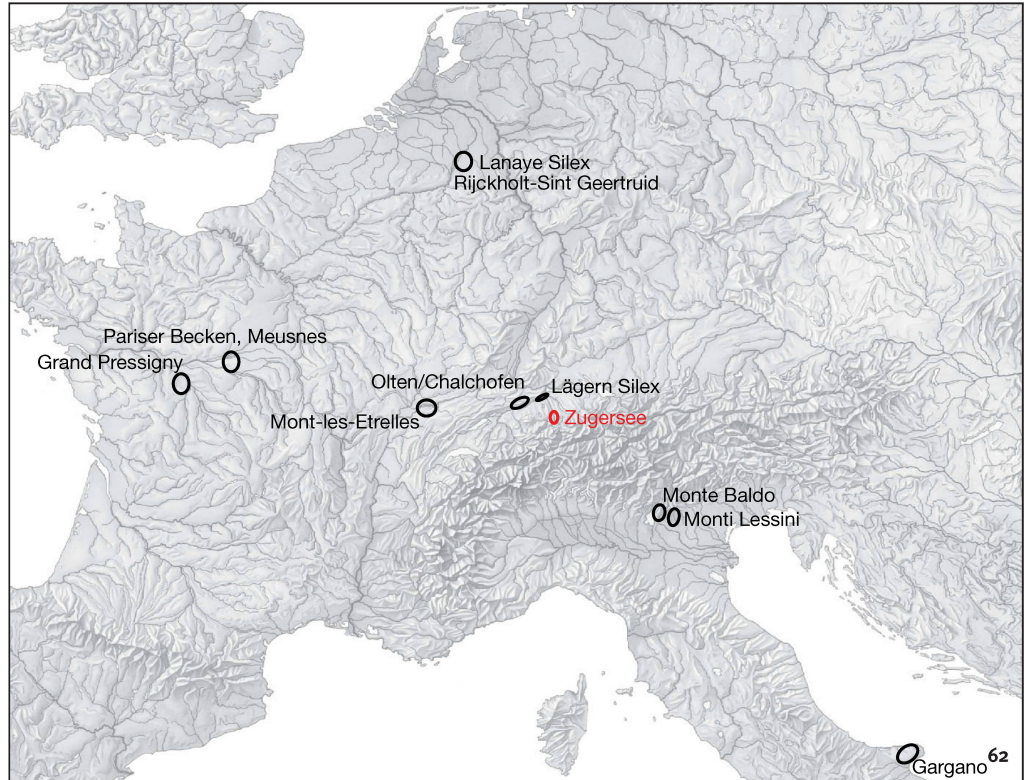 Lanaye Silex
Rijckholt-Sint Geertruid
Pariser Becken, Meusnes
Grand Pressigny
Olten/Chalchofen
Lägern Silex
Mont-les-Etrelles
Zugersee
Monte Baldo
Monti Lessini
Gargano
62